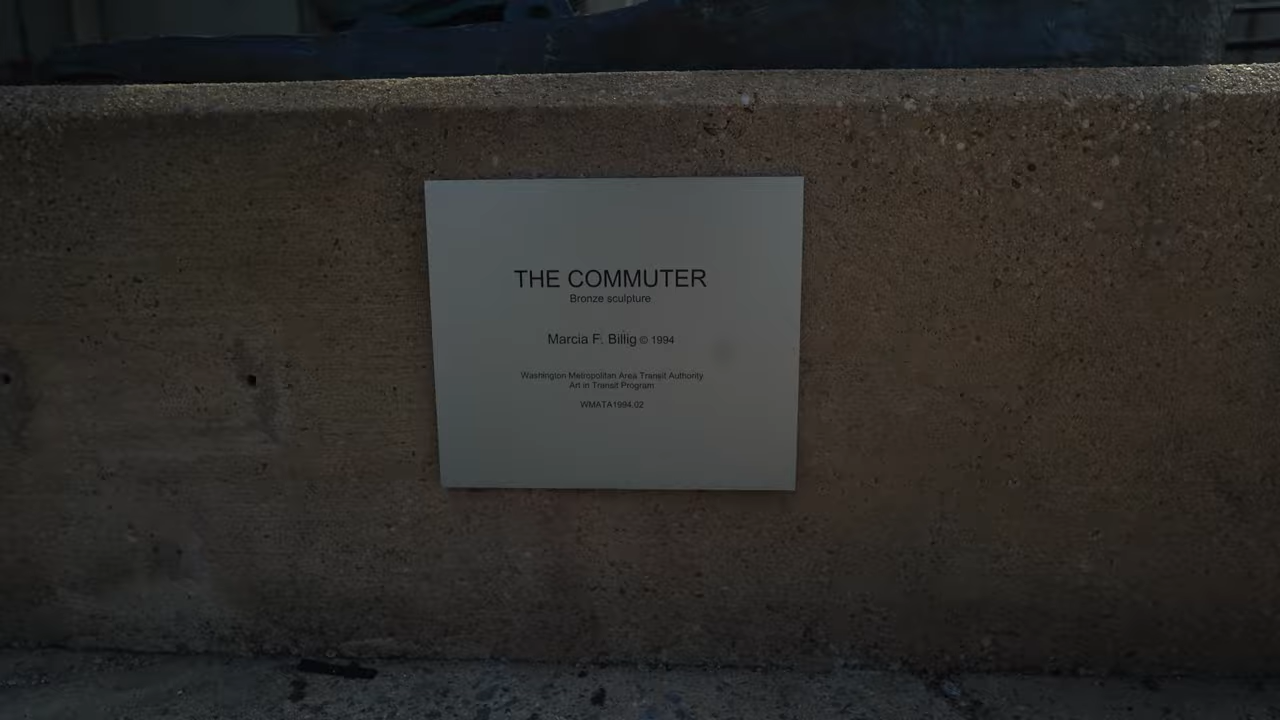 THE COMMUTER
Bronze sculpture
Marcia F. Billig © 1994
Washington Metropolitan Area Transit Authority
Art in Transit Program
WMATA1994.02